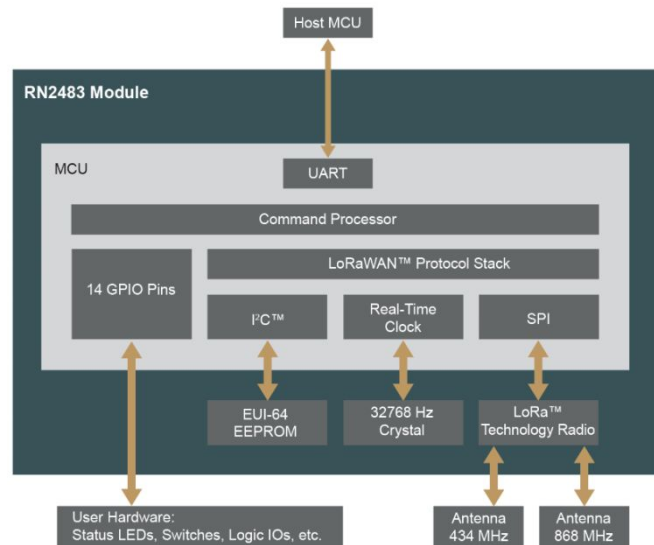 Host MCU
RN2483 Module
MCU
UART
Command Processor
14 GPIO Pins
LoRaWAN™ Protocol Stack
I²C™
Real-Time
Clock
SPI
EUI-64
EEPROM
32768 Hz
Crystal
LoRa™
Technology Radio
User Hardware:
Status LEDs, Switches, Logic IOs, etc.
Antenna
434 MHz
Antenna
868 MHz